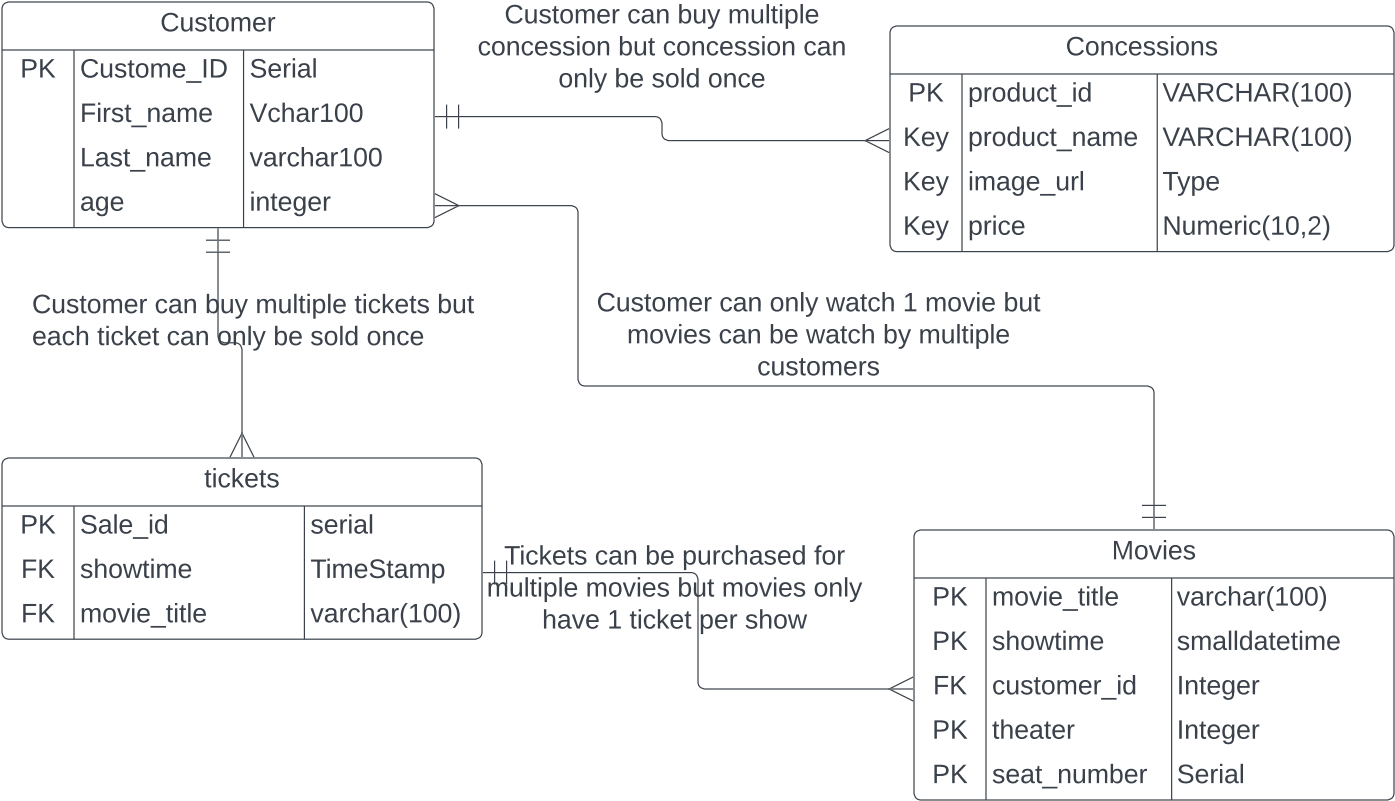 Customer
PK Custome_ID Serial
First_name Vchar100
Last_name varchar100
age integer
Customer can buy multiple
concession but concession can
only be sold once
Concessions
PK product_id VARCHAR(100)
Key product_name VARCHAR(100)
Key image_url Type
Key price Numeric(10,2)
Customer can buy multiple tickets but
each ticket can only be sold once
Customer can only watch 1 movie but
movies can be watch by multiple
customers
tickets
PK Sale_id serial
FK showtime TimeStamp
FK movie_title varchar(100)
Tickets can be purchased for
multiple movies but movies only
have 1 ticket per show
Movies
PK movie_title varchar(100)
PK showtime smalldatetime
FK customer_id Integer
PK theater Integer
PK seat_number Serial